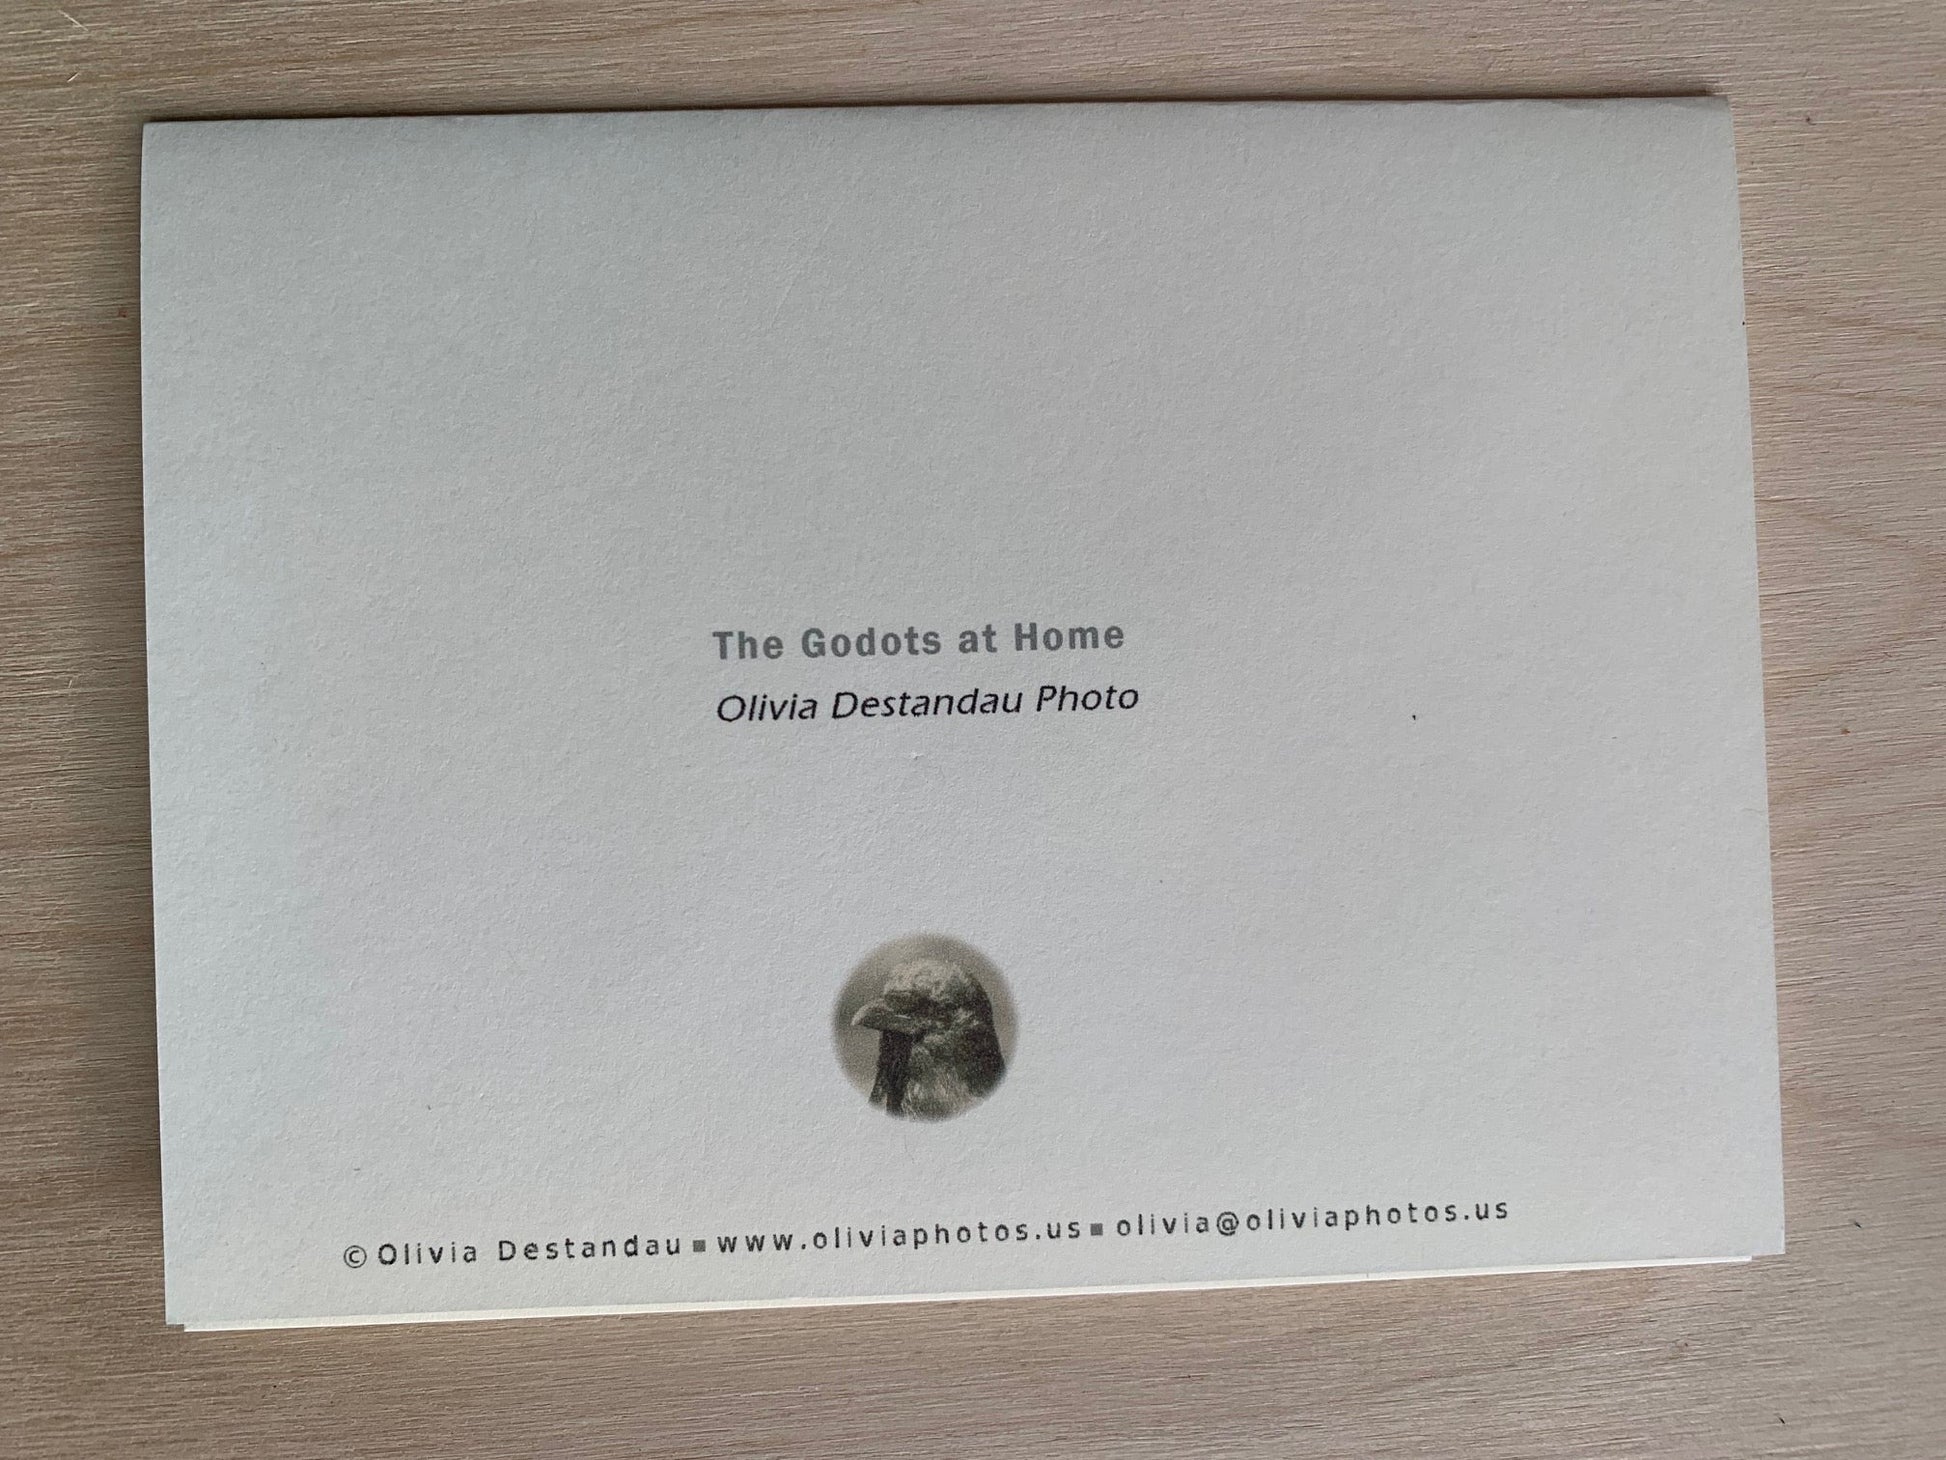 The Godots at Home
Olivia Destandau Photo
© Olivia Destandau ▪ www.oliviaphotos.us ▪ olivia@oliviaphotos.us